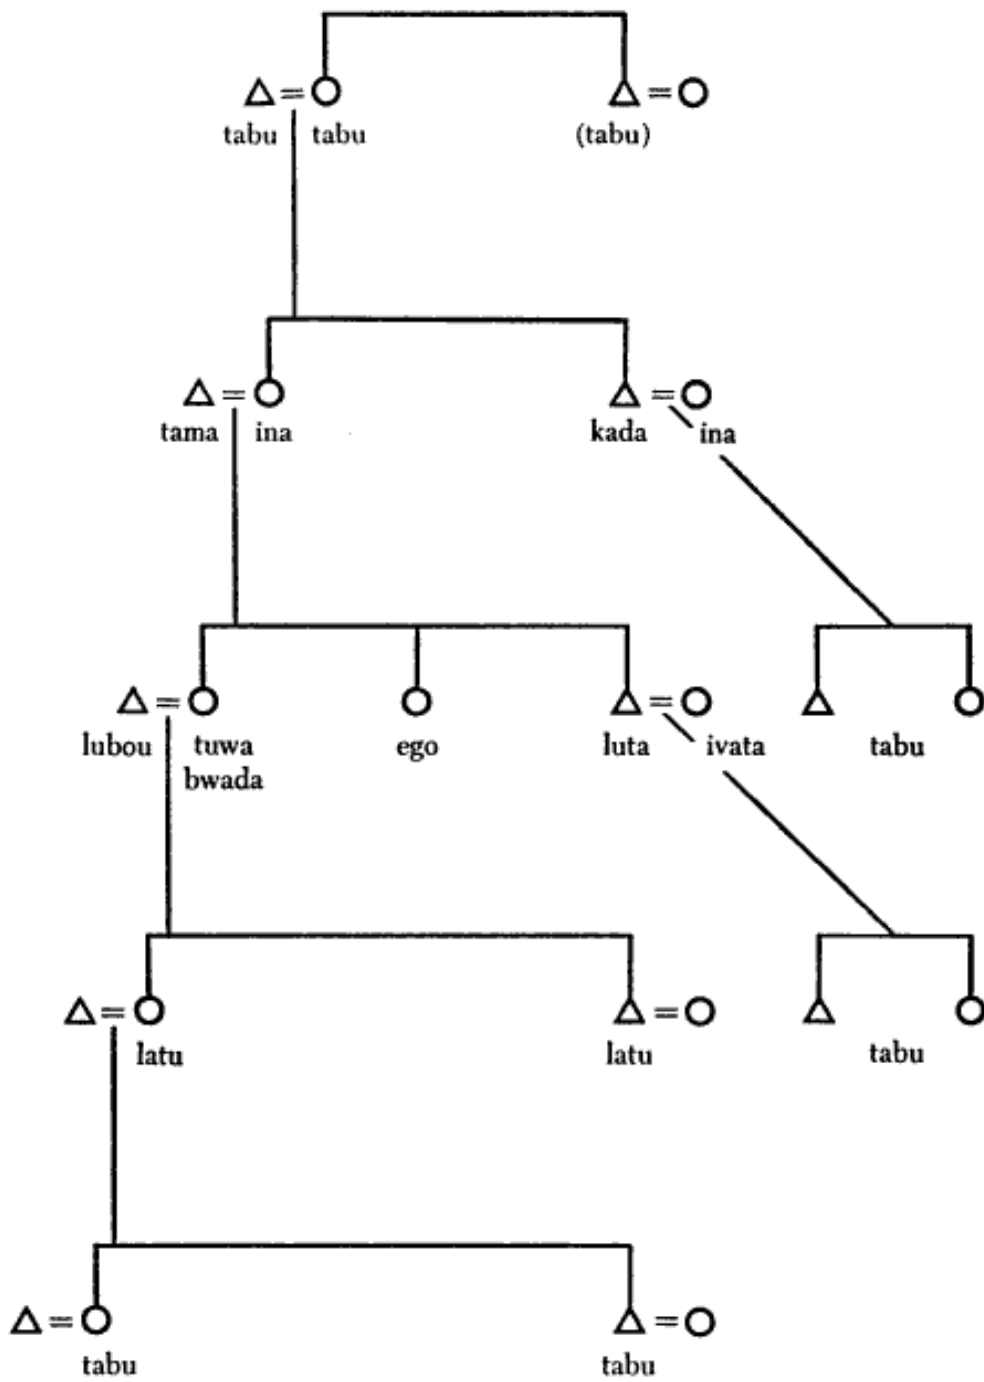 tabu tabu (tabu)
tama ina kada ina
lubou tuwa ego luta ivata tabu
bwada
latu latu tabu
tabu tabu